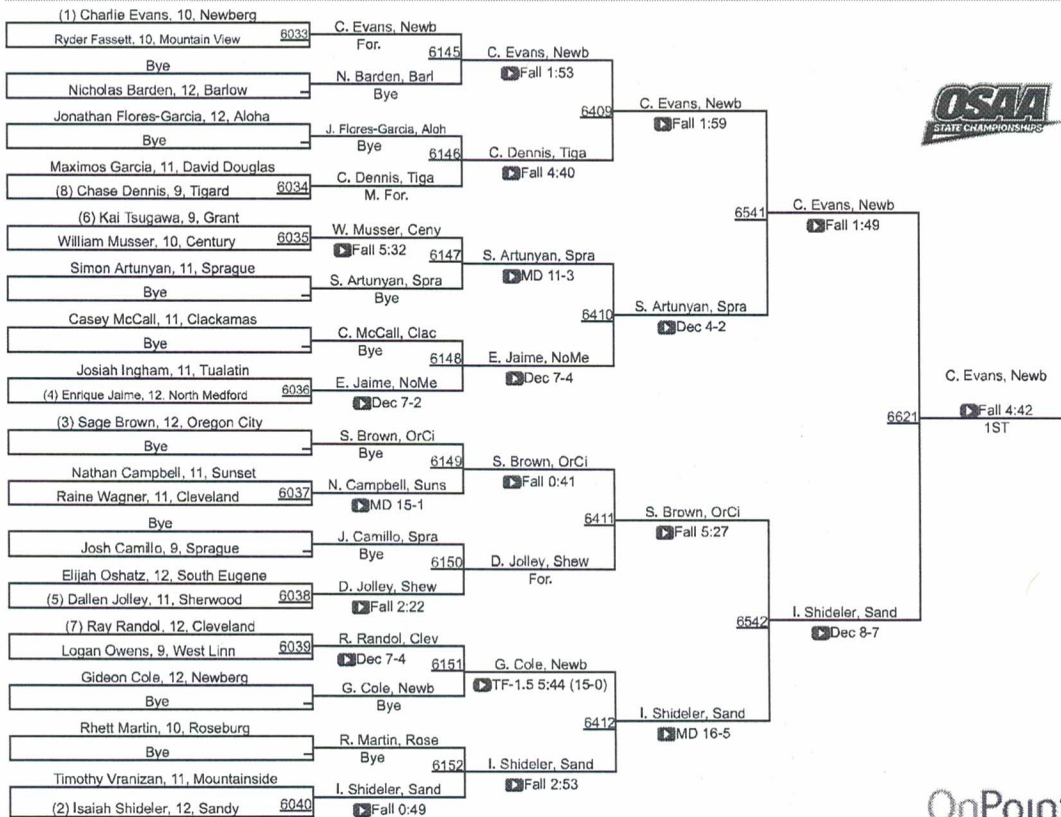 (1) Charlie Evans, 10, Newberg
Ryder Fassett, 10, Mountain View
6033
Bye
Nicholas Barden, 12, Barlow
Jonathan Flores-Garcia, 12, Aloha
Bye
Maximos Garcia, 11, David Douglas
(8) Chase Dennis, 9, Tigard
6034
(6) Kai Tsugawa, 9, Grant
William Musser, 10, Century
6035
Simon Artunyan, 11, Sprague
Bye
Casey McCall, 11, Clackamas
Bye
Josiah Ingham, 11, Tualatin
(4) Enrique Jaime, 12, North Medford
6036
(3) Sage Brown, 12, Oregon City
Bye
Nathan Campbell, 11, Sunset
Raine Wagner, 11, Cleveland
6037
Bye
Josh Camillo, 9, Sprague
Elijah Oshatz, 12, South Eugene
(5) Dallen Jolley, 11, Sherwood
6038
(7) Ray Randol, 12, Cleveland
Logan Owens, 9, West Linn
6039
Gideon Cole, 12, Newberg
Bye
Rhett Martin, 10, Roseburg
Bye
Timothy Vranizan, 11, Mountainside
(2) Isaiah Shideler, 12, Sandy
6040
C. Evans, Newb
For.
6145
N. Barden, Barl
Bye
J. Flores-Garcia, Aloh
Bye
6146
C. Dennis, Tiga
M. For.
W. Musser, Ceny
Fall 5:32
6147
S. Artunyan, Spra
Bye
C. McCall, Clac
Bye
6148
E. Jaime, NoMe
Dec 7-2
S. Brown, OrCi
Bye
6149
N. Campbell, Suns
MD 15-1
J. Camillo, Spra
Bye
6150
D. Jolley, Shew
Fall 2:22
R. Randol, Clev
Dec 7-4
6151
G. Cole, Newb
Bye
R. Martin, Rose
Bye
6152
I. Shideler, Sand
Fall 0:49
C. Evans, Newb
Fall 1:53
6409
C. Dennis, Tiga
Fall 4:40
S. Artunyan, Spra
MD 11-3
6410
E. Jaime, NoMe
Dec 7-4
S. Brown, OrCi
Fall 0:41
6411
D. Jolley, Shew
For.
G. Cole, Newb
TF-1.5 5:44 (15-0)
6412
I. Shideler, Sand
Fall 2:53
C. Evans, Newb
Fall 1:59
6541
S. Artunyan, Spra
Dec 4-2
S. Brown, OrCi
Fall 5:27
6542
I. Shideler, Sand
MD 16-5
C. Evans, Newb
Fall 1:49
6621
I. Shideler, Sand
Dec 8-7
C. Evans, Newb
Fall 4:42
1ST
OSAA
STATE CHAMPIONSHIPS
OnPoint